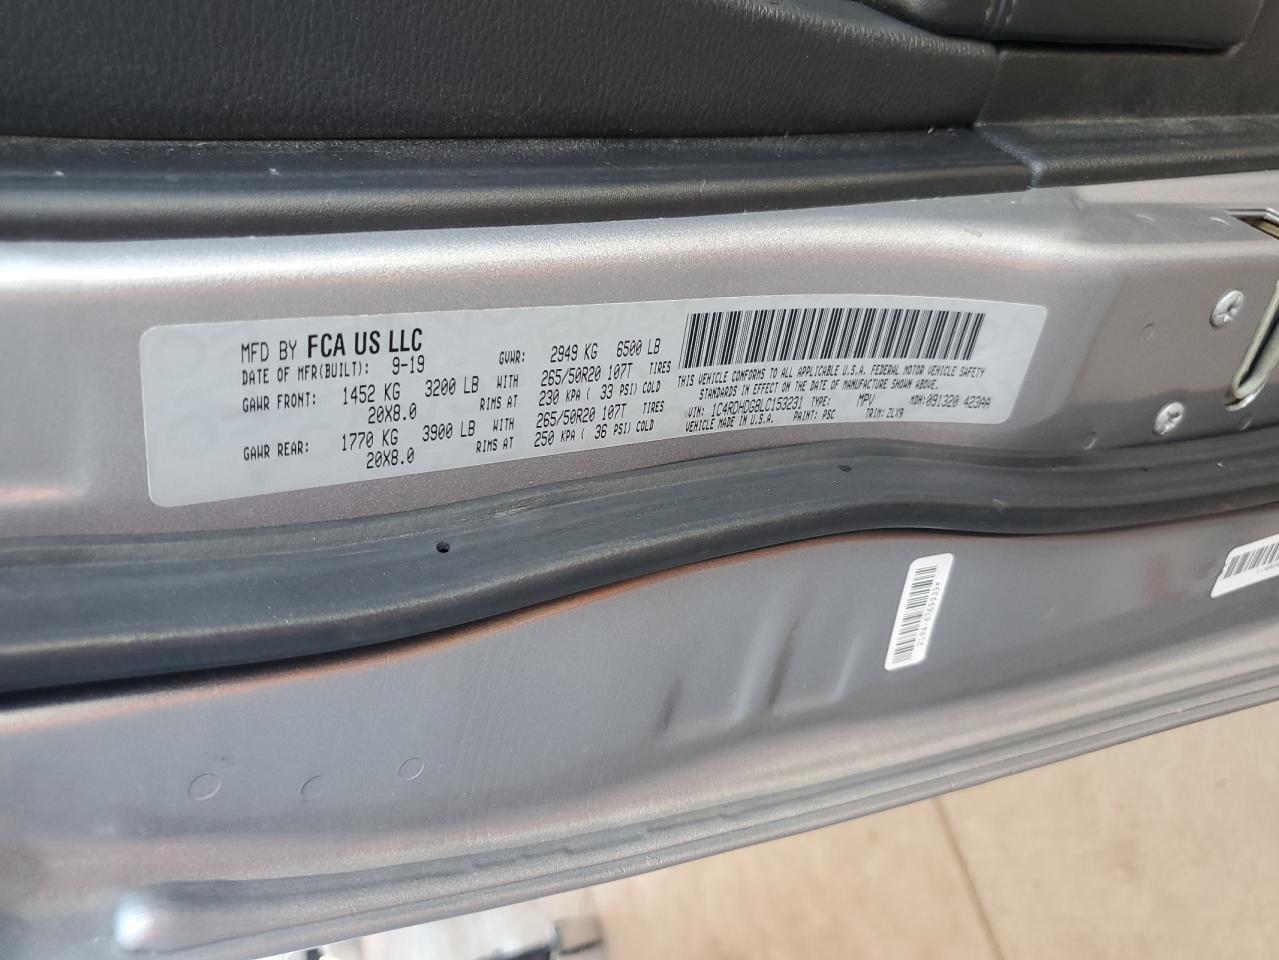 MFD BY FCA US LLC
DATE OF MFR(BUILT): 9-19 GVWR: 2949 KG 6500 LB
GAWR FRONT: 1452 KG 3200 LB WITH 265/50R20 107T TIRES
20X8.0 RIMS AT 230 KPA ( 33 PSI) COLD
GAWR REAR: 1770 KG 3900 LB WITH 265/50R20 107T TIRES
20X8.0 RIMS AT 250 KPA ( 36 PSI) COLD
THIS VEHICLE CONFORMS TO ALL APPLICABLE U.S.A. FEDERAL MOTOR VEHICLE SAFETY
STANDARDS IN EFFECT ON THE DATE OF MANUFACTURE SHOWN ABOVE.
VIN: 1C4RDHDG8LC153231 TYPE: MPV MDH: 091320 423AA
VEHICLE MADE IN U.S.A. PAINT: PSC TRIM: ZLX9